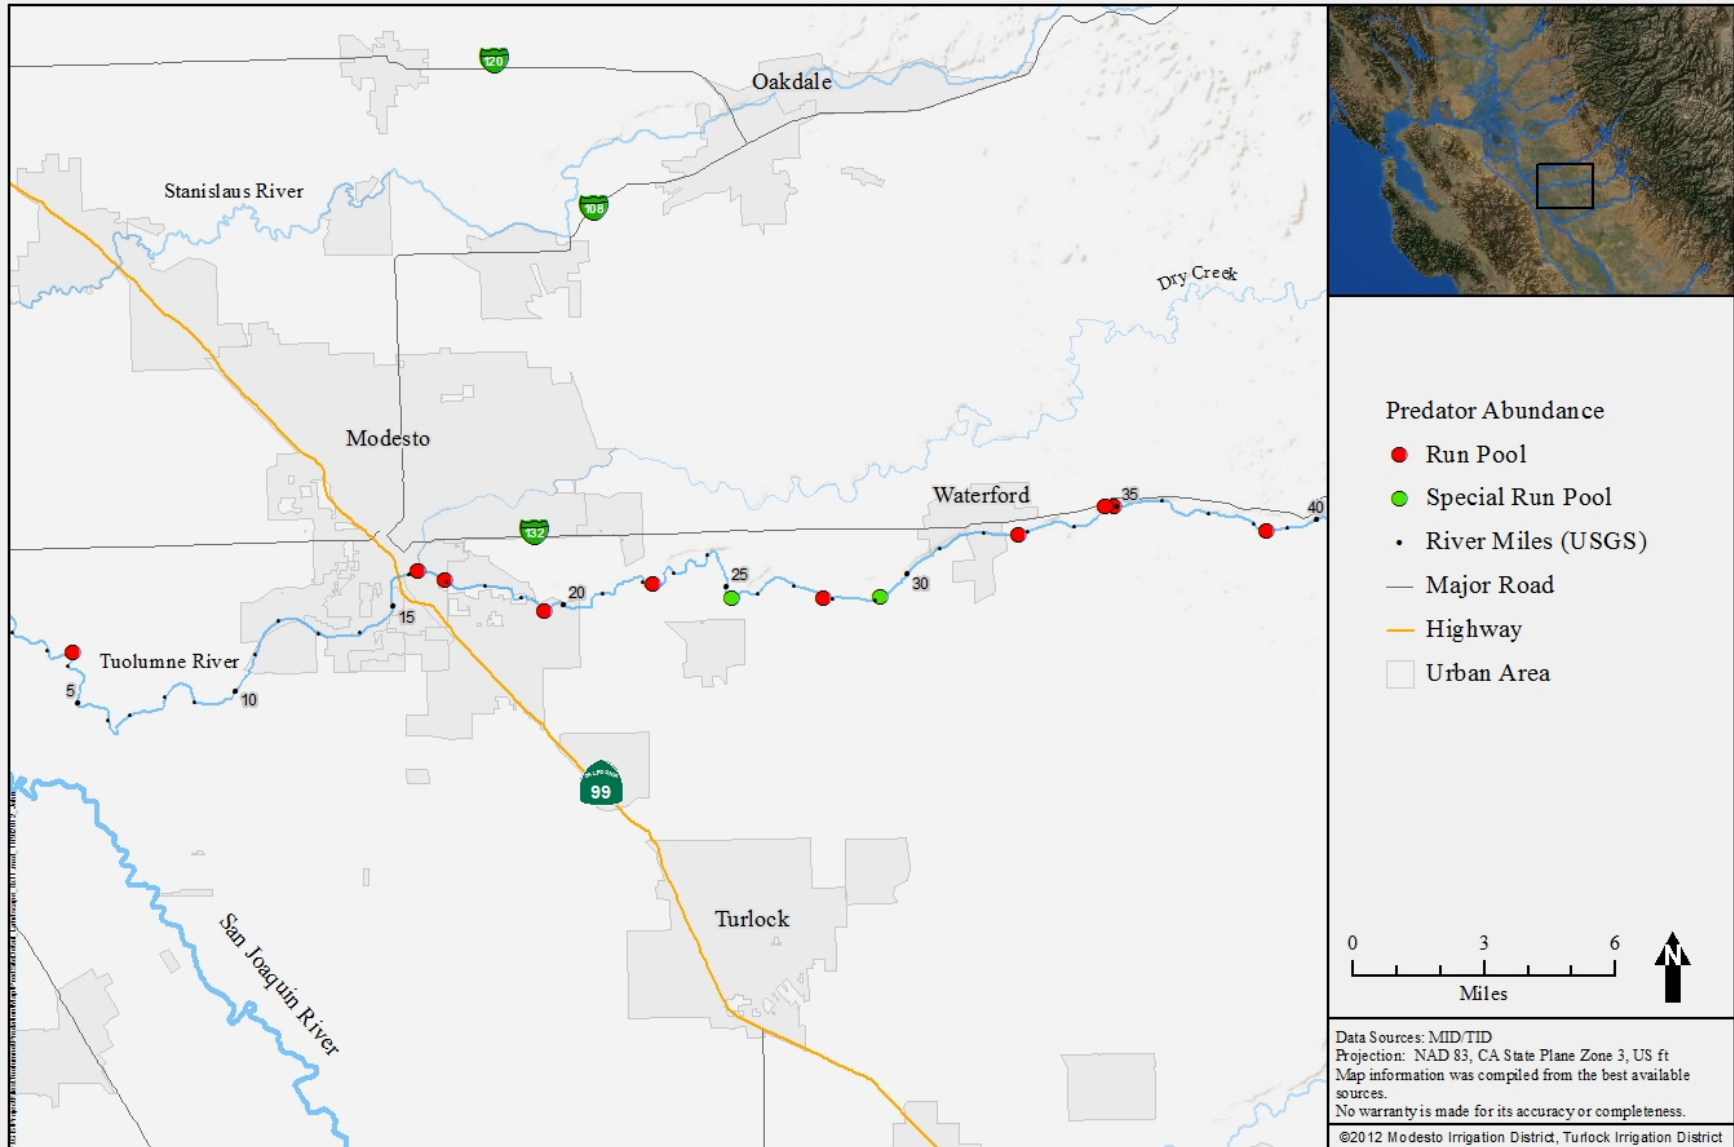 120
Oakdale
Stanislaus River
108
Dry Creek
Modesto
Waterford
35
40
132
25
20
30
15
Tuolumne River
5
10
99
Turlock
San Joaquin River
Predator Abundance
Run Pool
Special Run Pool
River Miles (USGS)
Major Road
Highway
Urban Area
0 3 6
Miles
N
Data Sources: MID/TID
Projection: NAD 83, CA State Plane Zone 3, US ft
Map information was compiled from the best available
sources.
No warranty is made for its accuracy or completeness.
©2012 Modesto Irrigation District, Turlock Irrigation District